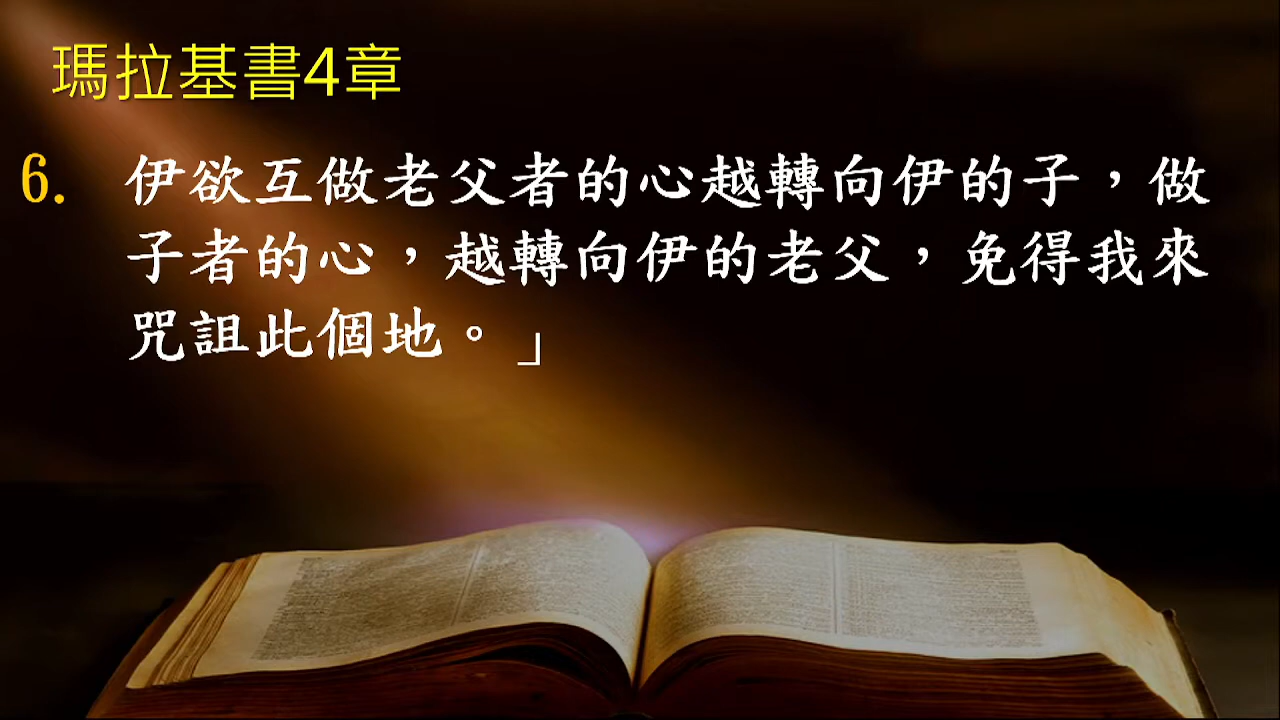 瑪拉基書4章
6. 伊欲互做老父者的心越轉向伊的子，做
子者的心，越轉向伊的老父，免得我來
咒詛此個地。」